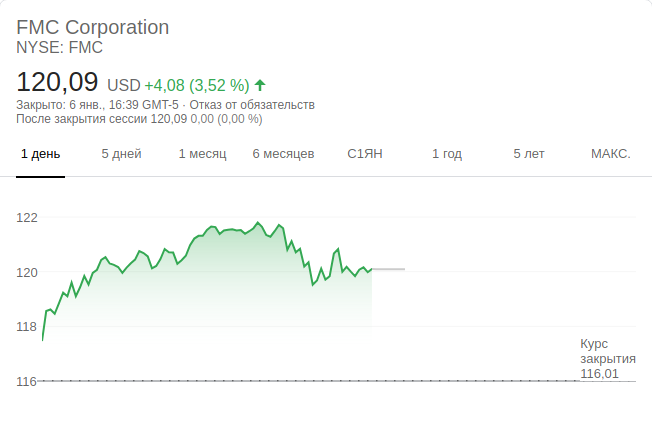 FMC Corporation
NYSE: FMC
120,09 USD +4,08 (3,52 %)
Закрыто: 6 янв., 16:39 GMT-5 · Отказ от обязательств
После закрытия сессии 120,09 0,00 (0,00 %)
1 день 5 дней 1 месяц 6 месяцев С1ЯН 1 год 5 лет МАКС.
122
120
118
Курс
закрытия
116,01
116